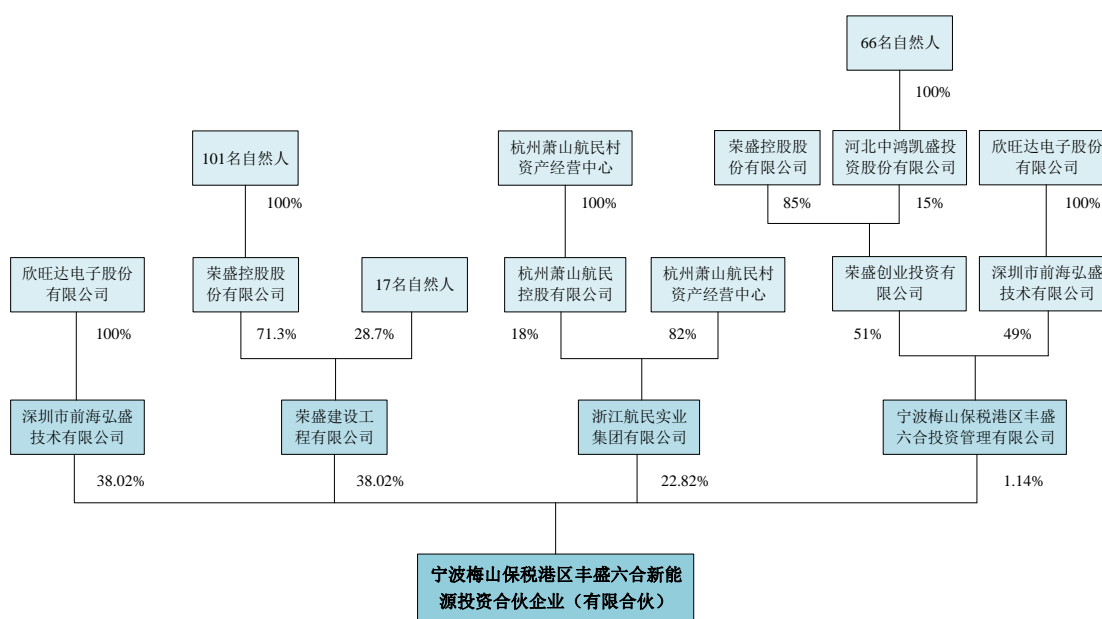 66名自然人
100%
101名自然人
杭州萧山航民村
资产经营中心
荣盛控股股
份有限公司
河北中鸿凯盛投
资股份有限公司
欣旺达电子股份
有限公司
100%
100%
85%
15%
100%
欣旺达电子股份
有限公司
荣盛控股股
份有限公司
17名自然人
杭州萧山航民
控股有限公司
杭州萧山航民村
资产经营中心
荣盛创业投资有
限公司
深圳市前海弘盛
技术有限公司
100%
71.3%
28.7%
18%
82%
51%
49%
深圳市前海弘盛
技术有限公司
荣盛建设工
程有限公司
浙江航民实业
集团有限公司
宁波梅山保税港区丰盛
六合投资管理有限公司
38.02%
38.02%
22.82%
1.14%
宁波梅山保税港区丰盛六合新能
源投资合伙企业（有限合伙）